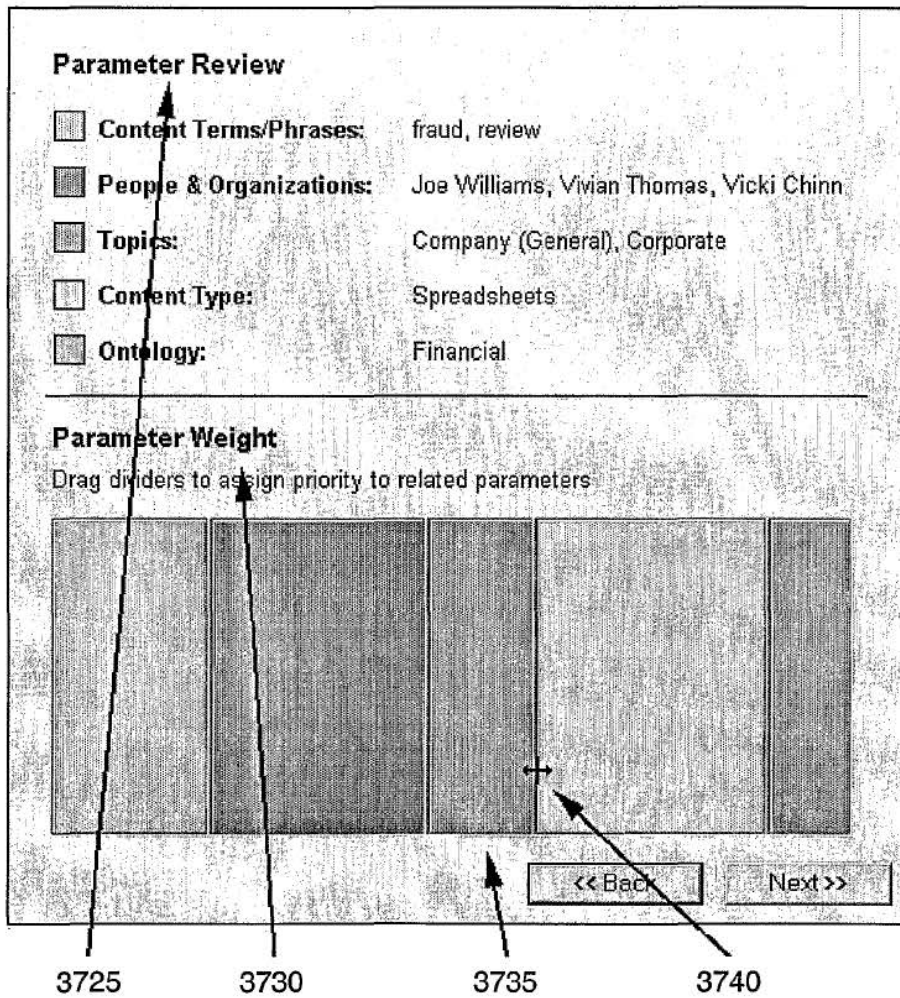 Parameter Review
Content Terms/Phrases: fraud, review
People & Organizations: Joe Williams, Vivian Thomas, Vicki Chinn
Topics: Company (General), Corporate
Content Type: Spreadsheets
Ontology: Financial
Parameter Weight
Drag dividers to assign priority to related parameters
<< Back Next >>
3725 3730 3735 3740